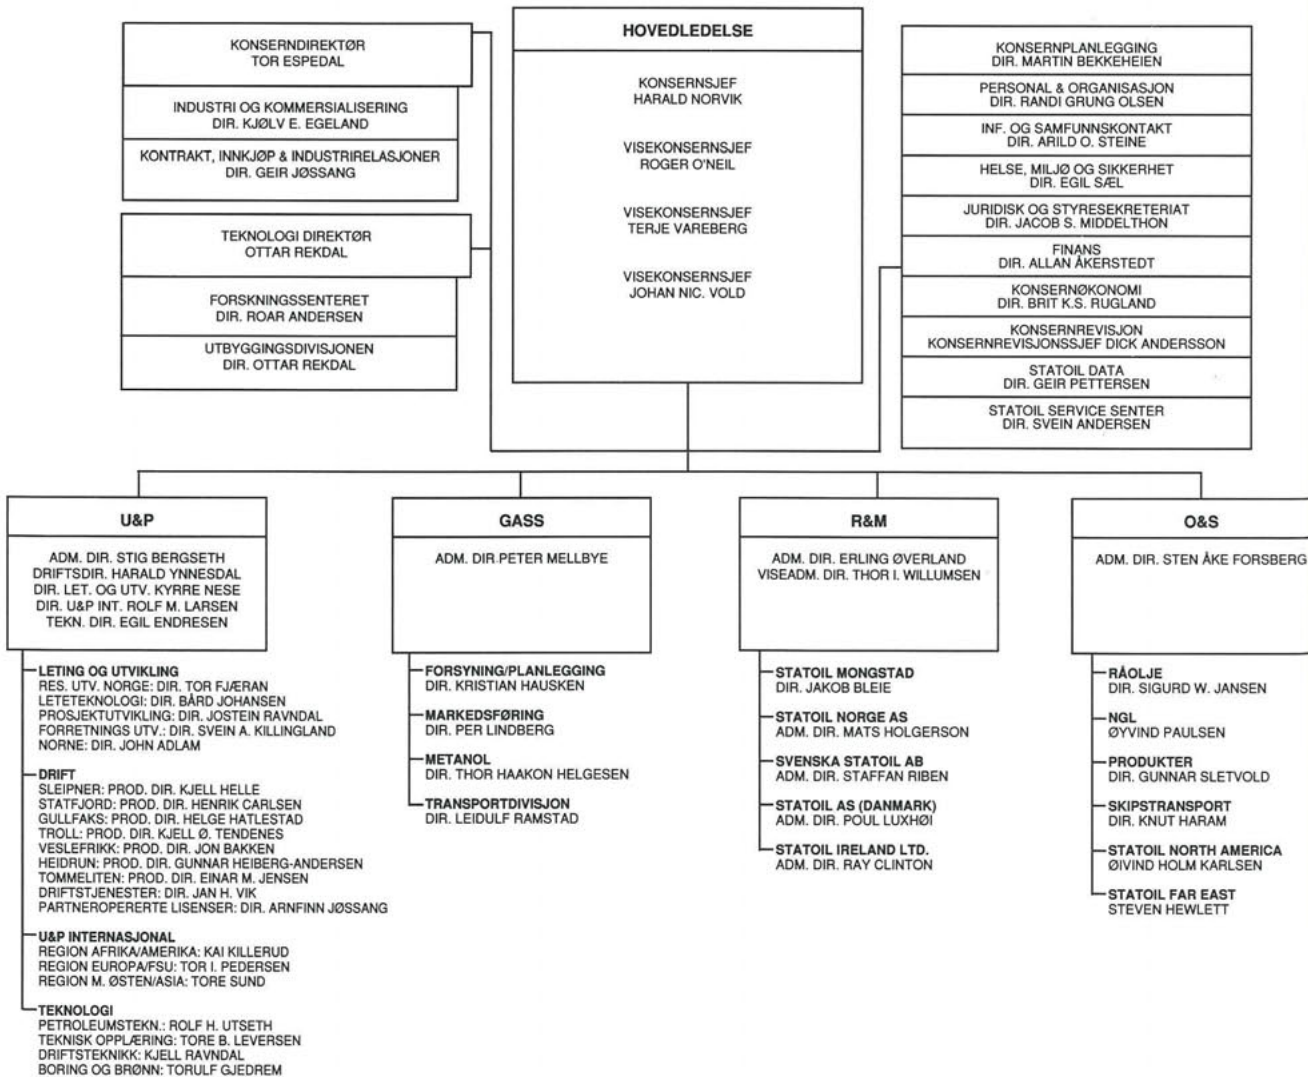 KONSERNDIREKTØR
TOR ESPEDAL
INDUSTRI OG KOMMERSIALISERING
DIR. KJØLV E. EGELAND
KONTRAKT, INNKJØP & INDUSTRIRELASJONER
DIR. GEIR JØSSANG
TEKNOLOGI DIREKTØR
OTTAR REKDAL
FORSKNINGSSENTERET
DIR. ROAR ANDERSEN
UTBYGGINGSDIVISJONEN
DIR. OTTAR REKDAL
HOVEDLEDELSE
KONSERNSJEF
HARALD NORVIK
VISEKONSERNSJEF
ROGER O'NEIL
VISEKONSERNSJEF
TERJE VAREBERG
VISEKONSERNSJEF
JOHAN NIC. VOLD
KONSERNPLANLEGGING
DIR. MARTIN BEKKEHEIEN
PERSONAL & ORGANISASJON
DIR. RANDI GRUNG OLSEN
INF. OG SAMFUNNSKONTAKT
DIR. ARILD O. STEINE
HELSE, MILJØ OG SIKKERHET
DIR. EGIL SÆL
JURIDISK OG STYRESEKRETERIAT
DIR. JACOB S. MIDDELTHON
FINANS
DIR. ALLAN ÅKERSTEDT
KONSERNØKONOMI
DIR. BRIT K.S. RUGLAND
KONSERNREVISJON
KONSERNREVISJONSSJEF DICK ANDERSSON
STATOIL DATA
DIR. GEIR PETTERSEN
STATOIL SERVICE SENTER
DIR. SVEIN ANDERSEN
U&P
ADM. DIR. STIG BERGSETH
DRIFTSDIR. HARALD YNNESDAL
DIR. LET. OG UTV. KYRRE NESE
DIR. U&P INT. ROLF M. LARSEN
TEKN. DIR. EGIL ENDRESEN
LETING OG UTVIKLING
RES. UTV. NORGE: DIR. TOR FJÆRAN
LETETEKNOLOGI: DIR. BÅRD JOHANSEN
PROSJEKTUTVIKLING: DIR. JOSTEIN RAVNDAL
FORRETNINGS UTV.: DIR. SVEIN A. KILLINGLAND
NORNE: DIR. JOHN ADLAM
DRIFT
SLEIPNER: PROD. DIR. KJELL HELLE
STATFJORD: PROD. DIR. HENRIK CARLSEN
GULLFAKS: PROD. DIR. HELGE HATLESTAD
TROLL: PROD. DIR. KJELL Ø. TENDENES
VESLEFRIKK: PROD. DIR. JON BAKKEN
HEIDRUN: PROD. DIR. GUNNAR HEIBERG-ANDERSEN
TOMMELITEN: PROD. DIR. EINAR M. JENSEN
DRIFTSTJENESTER: DIR. JAN H. VIK
PARTNEROPERERTE LISENSER: DIR. ARNFINN JØSSANG
U&P INTERNASJONAL
REGION AFRIKA/AMERIKA: KAI KILLERUD
REGION EUROPA/FSU: TOR I. PEDERSEN
REGION M. ØSTEN/ASIA: TORE SUND
TEKNOLOGI
PETROLEUMSTEKN.: ROLF H. UTSETH
TEKNISK OPPLÆRING: TORE B. LEVERSEN
DRIFTSTEKNIKK: KJELL RAVNDAL
BORING OG BRØNN: TORULF GJEDREM
GASS
ADM. DIR PETER MELLBYE
FORSYNING/PLANLEGGING
DIR. KRISTIAN HAUSKEN
MARKEDSFØRING
DIR. PER LINDBERG
METANOL
DIR. THOR HAAKON HELGESEN
TRANSPORTDIVISJON
DIR. LEIDULF RAMSTAD
R&M
ADM. DIR. ERLING ØVERLAND
VISEADM. DIR. THOR I. WILLUMSEN
STATOIL MONGSTAD
DIR. JAKOB BLEIE
STATOIL NORGE AS
ADM. DIR. MATS HOLGERSON
SVENSKA STATOIL AB
ADM. DIR. STAFFAN RIBEN
STATOIL AS (DANMARK)
ADM. DIR. POUL LUXHØI
STATOIL IRELAND LTD.
ADM. DIR. RAY CLINTON
O&S
ADM. DIR. STEN ÅKE FORSBERG
RÅOLJE
DIR. SIGURD W. JANSEN
NGL
ØYVIND PAULSEN
PRODUKTER
DIR. GUNNAR SLETVOLD
SKIPSTRANSPORT
DIR. KNUT HARAM
STATOIL NORTH AMERICA
ØIVIND HOLM KARLSEN
STATOIL FAR EAST
STEVEN HEWLETT